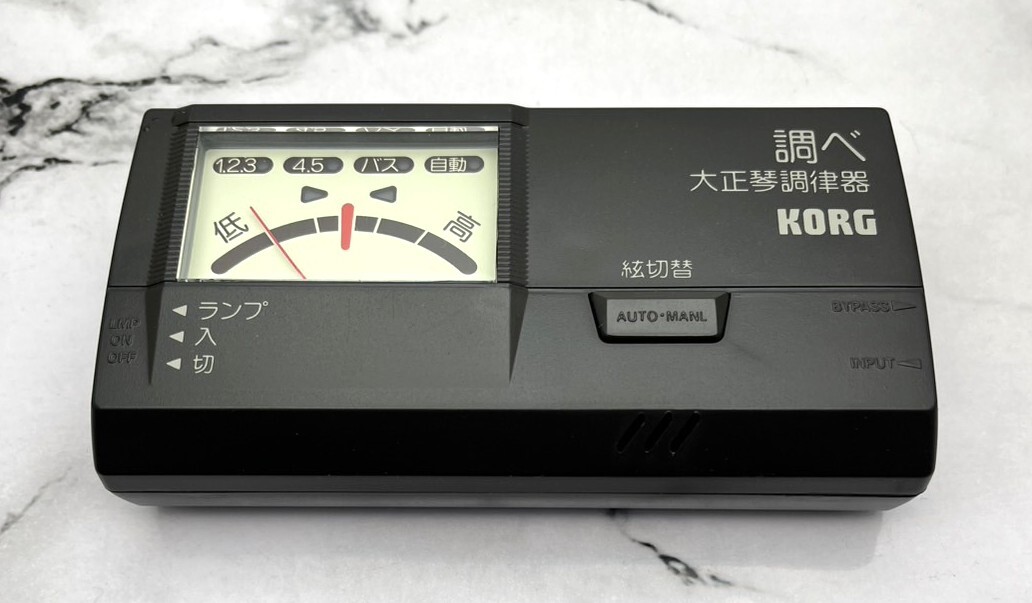 1.2.3 4.5 バス 自動
低 高
調べ
大正琴調律器
KORG
絃切替
AUTO・MANL
ランプ
入
切
LMP
ON
OFF
BYPASS
INPUT